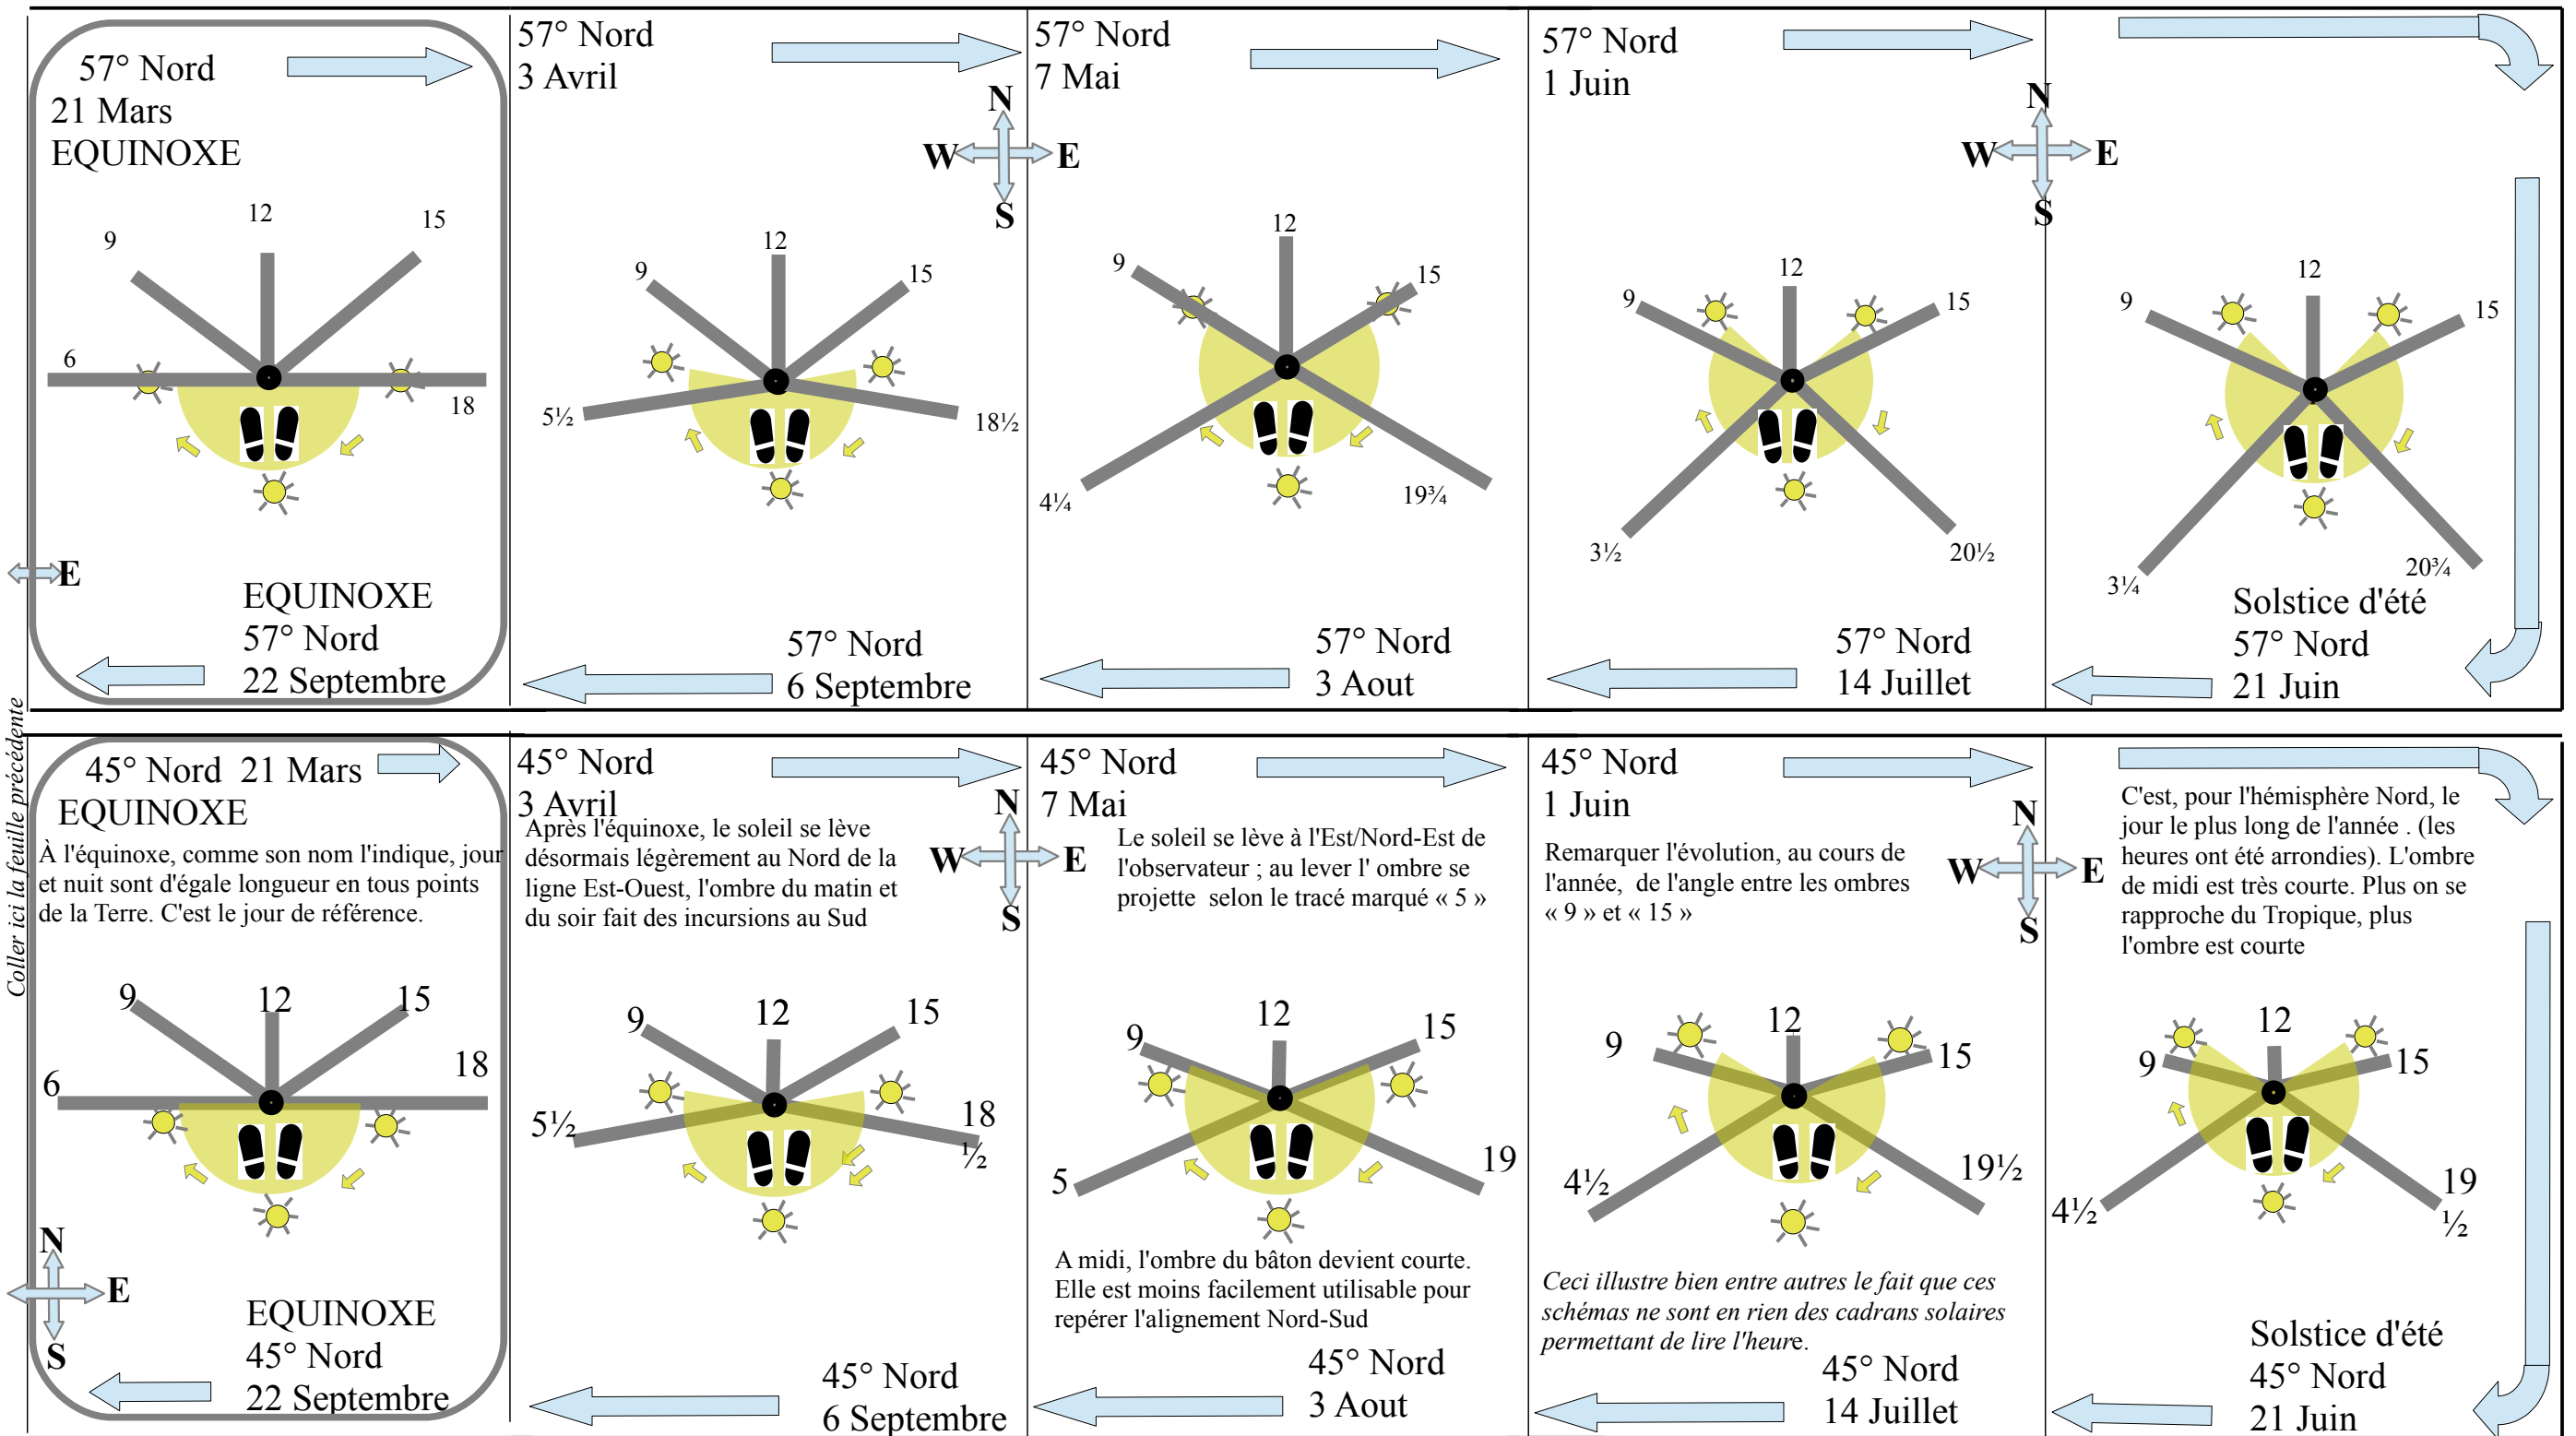 57° Nord
21 Mars
EQUINOXE
12
9
15
6
18
E
EQUINOXE
57° Nord
22 Septembre
57° Nord
3 Avril
N
W
E
S
12
9
15
5½
18½
57° Nord
6 Septembre
57° Nord
7 Mai
12
9
15
4¼
19¾
57° Nord
3 Aout
57° Nord
1 Juin
N
W
E
S
12
9
15
3½
20½
57° Nord
14 Juillet
12
9
15
3¼
20¾
Solstice d'été
57° Nord
21 Juin
Coller ici la feuille précédente
45° Nord 21 Mars
EQUINOXE
À l'équinoxe, comme son nom l'indique, jour
et nuit sont d'égale longueur en tous points
de la Terre. C'est le jour de référence.
9
12
15
6
18
N
E
S
EQUINOXE
45° Nord
22 Septembre
45° Nord
3 Avril
Après l'équinoxe, le soleil se lève
désormais légèrement au Nord de la
ligne Est-Ouest, l'ombre du matin et
du soir fait des incursions au Sud
N
W
E
S
9
12
15
5½
18
½
45° Nord
6 Septembre
45° Nord
7 Mai
Le soleil se lève à l'Est/Nord-Est de
l'observateur ; au lever l' ombre se
projette selon le tracé marqué « 5 »
9
12
15
5
19
A midi, l'ombre du bâton devient courte.
Elle est moins facilement utilisable pour
repérer l'alignement Nord-Sud
45° Nord
3 Aout
45° Nord
1 Juin
Remarquer l'évolution, au cours de
l'année, de l'angle entre les ombres
« 9 » et « 15 »
N
W
E
S
9
12
15
4½
19½
Ceci illustre bien entre autres le fait que ces
schémas ne sont en rien des cadrans solaires
permettant de lire l'heure.
45° Nord
14 Juillet
C'est, pour l'hémisphère Nord, le
jour le plus long de l'année . (les
heures ont été arrondies). L'ombre
de midi est très courte. Plus on se
rapproche du Tropique, plus
l'ombre est courte
9
12
15
4½
19
½
Solstice d'été
45° Nord
21 Juin